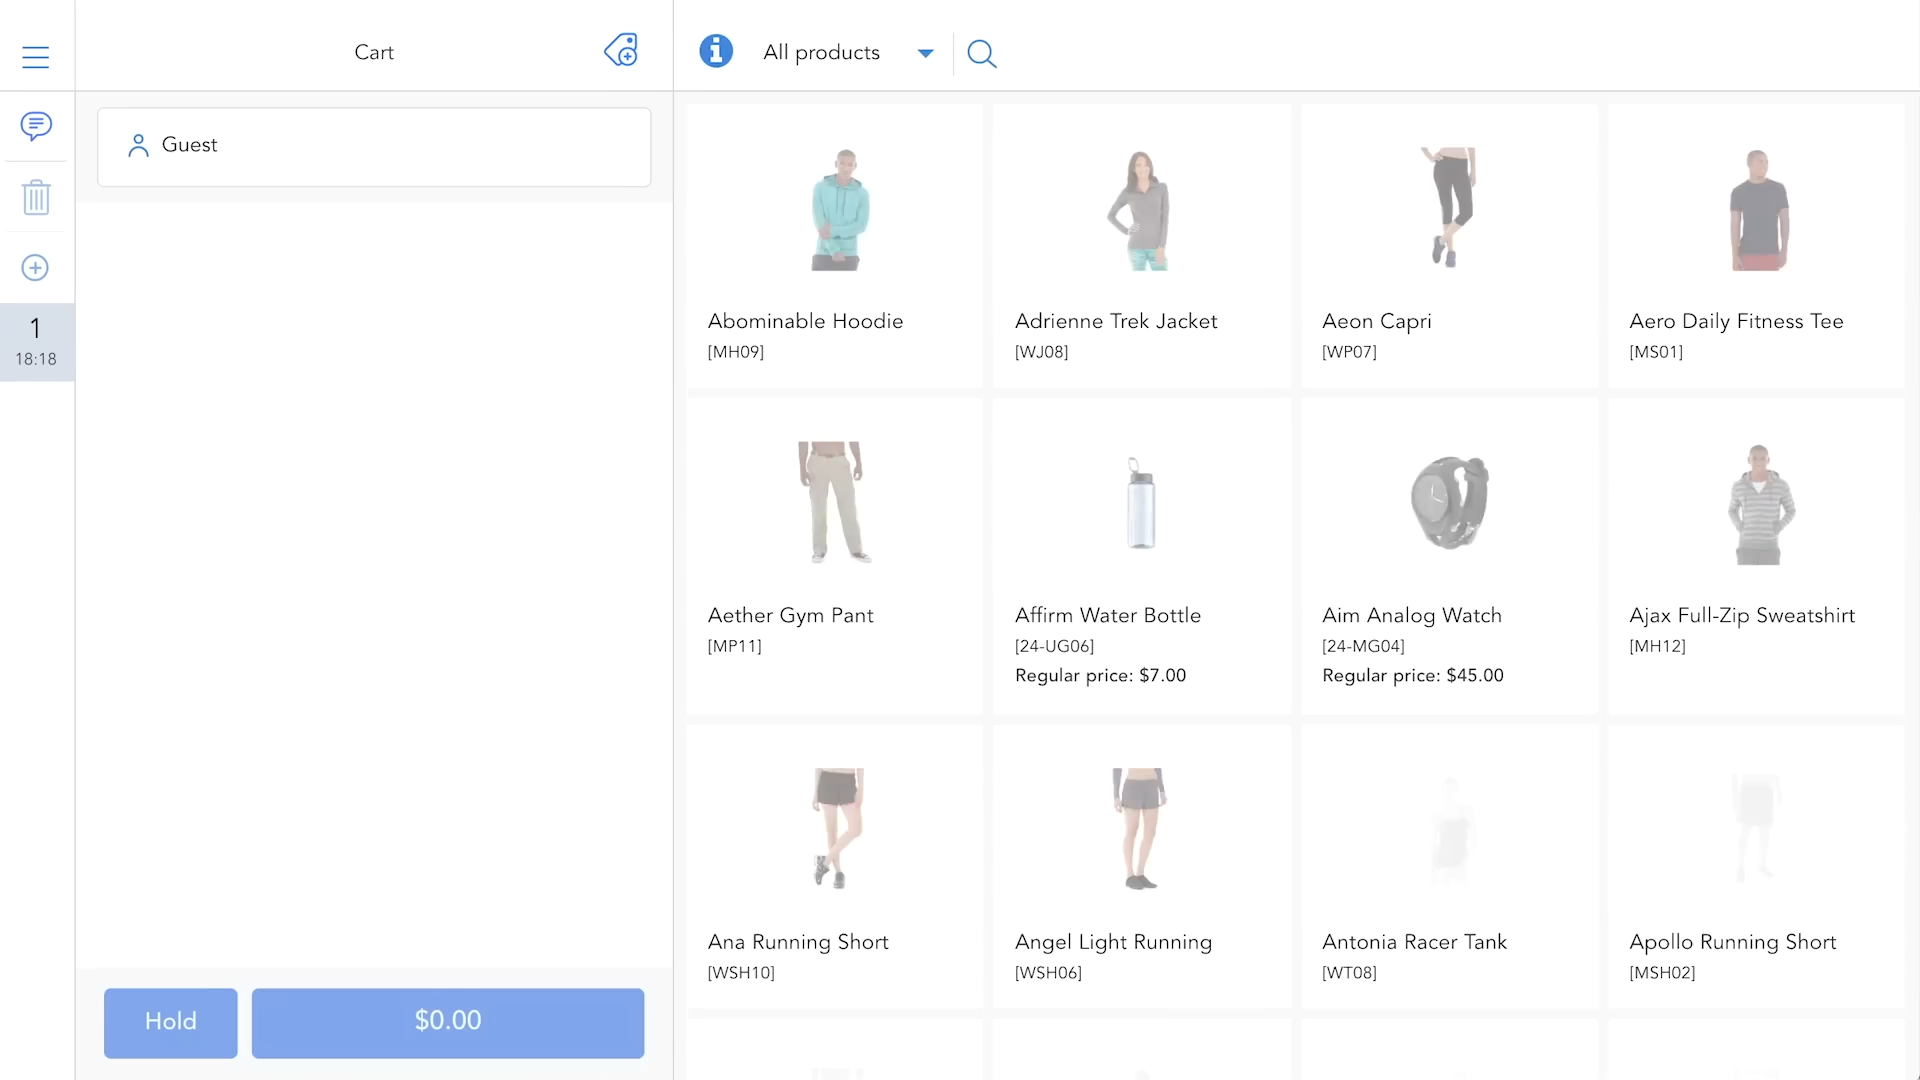 Cart
All products
Guest
1
18:18
Abominable Hoodie
[MH09]
Adrienne Trek Jacket
[WJ08]
Aeon Capri
[WP07]
Aero Daily Fitness Tee
[MS01]
Aether Gym Pant
[MP11]
Affirm Water Bottle
[24-UG06]
Regular price: $7.00
Aim Analog Watch
[24-MG04]
Regular price: $45.00
Ajax Full-Zip Sweatshirt
[MH12]
Ana Running Short
[WSH10]
Angel Light Running
[WSH06]
Antonia Racer Tank
[WT08]
Apollo Running Short
[MSH02]
Hold
$0.00